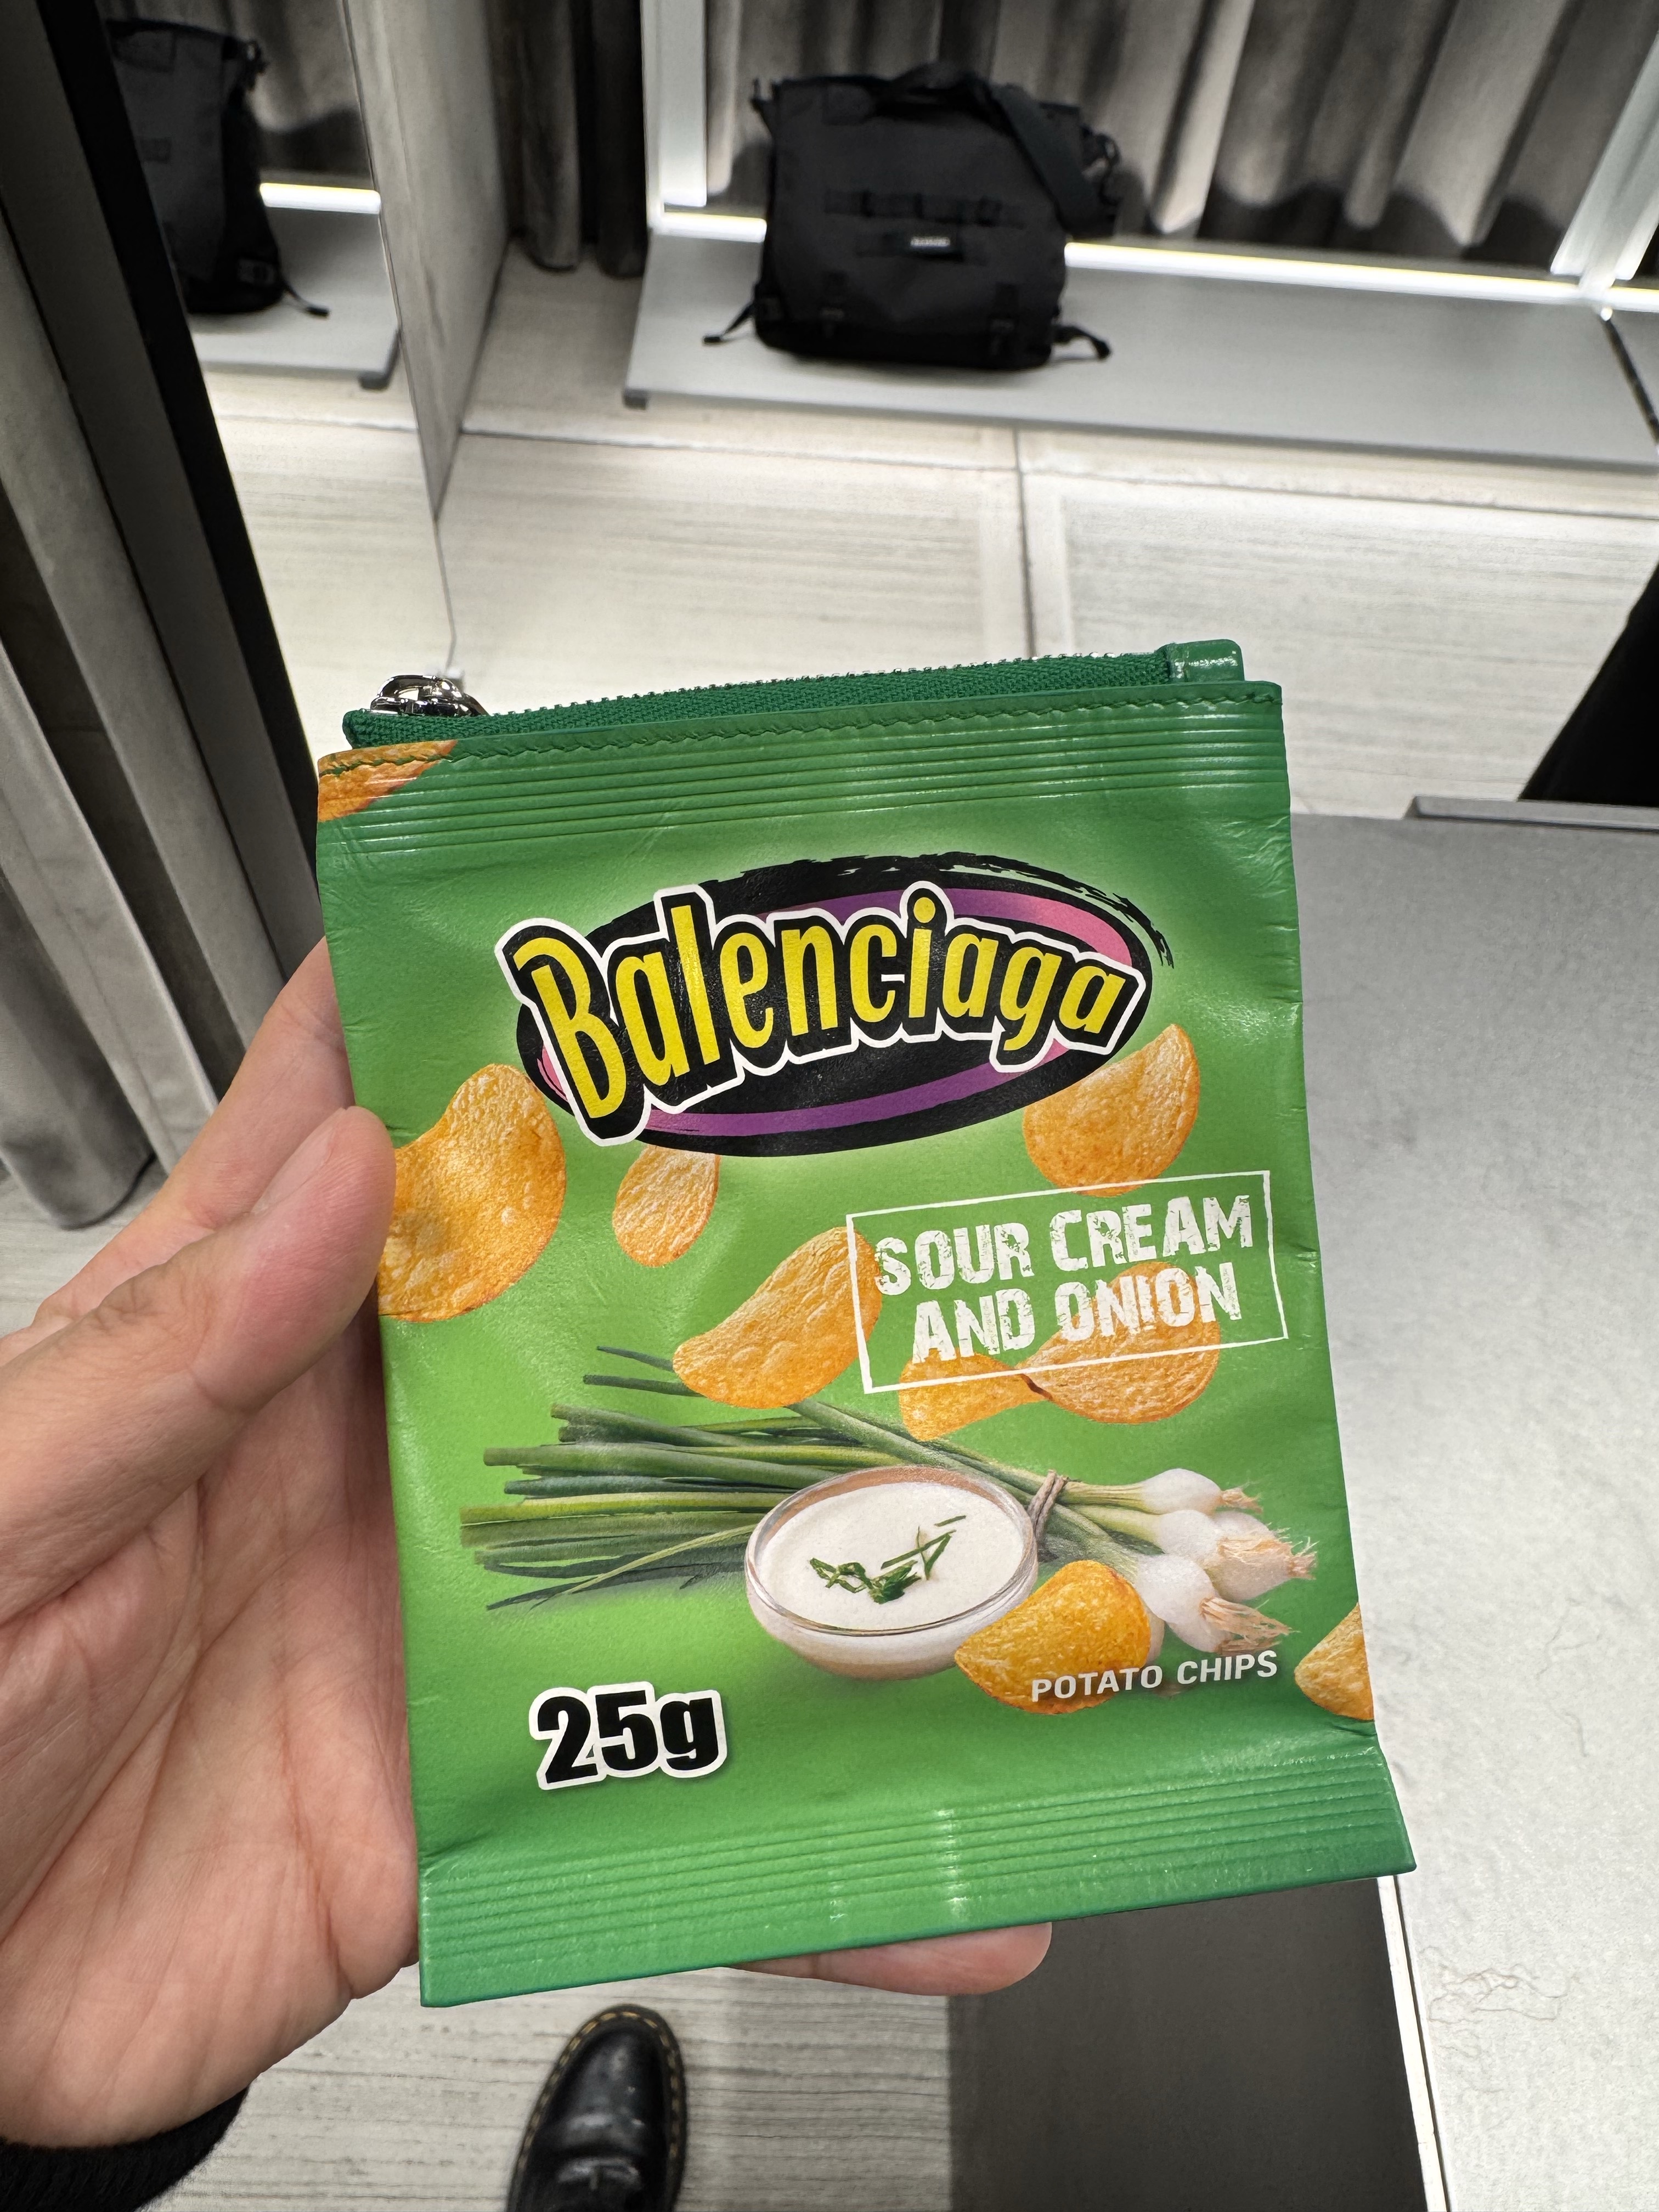 Balenciaga
SOUR CREAM
AND ONION
POTATO CHIPS
25g